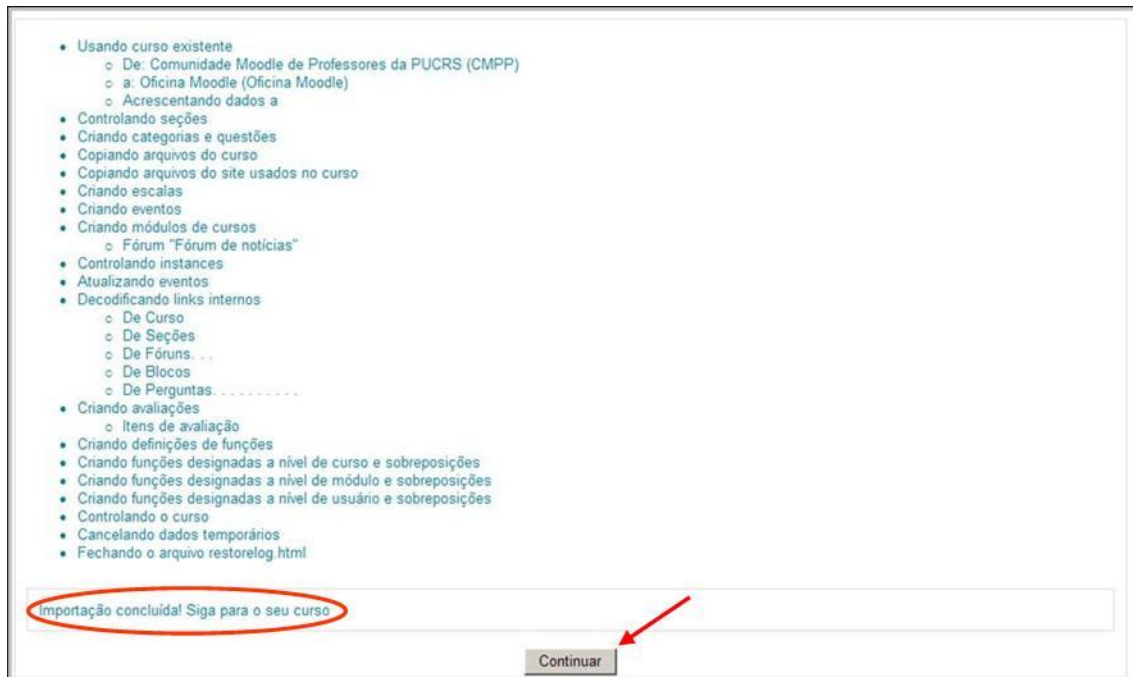 Usando curso existente
De: Comunidade Moodle de Professores da PUCRS (CMPP)
a: Oficina Moodle (Oficina Moodle)
Acrescentando dados a
Controlando seções
Criando categorias e questões
Copiando arquivos do curso
Copiando arquivos do site usados no curso
Criando escalas
Criando eventos
Criando módulos de cursos
Fórum "Fórum de notícias"
Controlando instances
Atualizando eventos
Decodificando links internos
De Curso
De Seções
De Fóruns. . .
De Blocos
De Perguntas. . . . . . . . . .
Criando avaliações
Itens de avaliação
Criando definições de funções
Criando funções designadas a nível de curso e sobreposições
Criando funções designadas a nível de módulo e sobreposições
Criando funções designadas a nível de usuário e sobreposições
Controlando o curso
Cancelando dados temporários
Fechando o arquivo restorelog.html
Importação concluída! Siga para o seu curso
Continuar